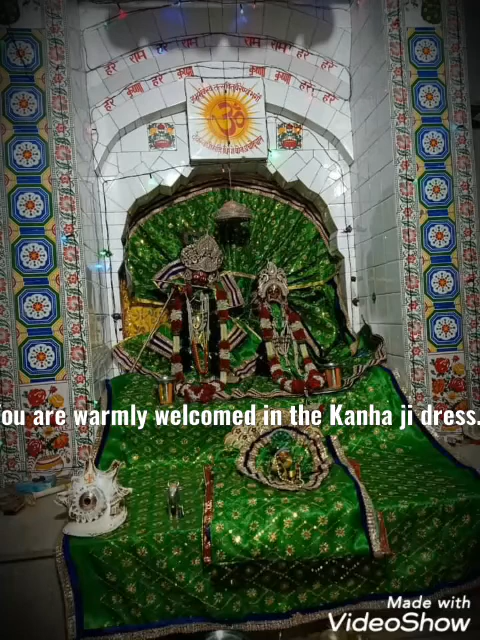 हरे राम हरे राम राम राम हरे हरे
हरे कृष्ण हरे कृष्ण कृष्ण कृष्ण हरे हरे
ॐ
ou are warmly welcomed in the Kanha ji dress.
Made with
VideoShow